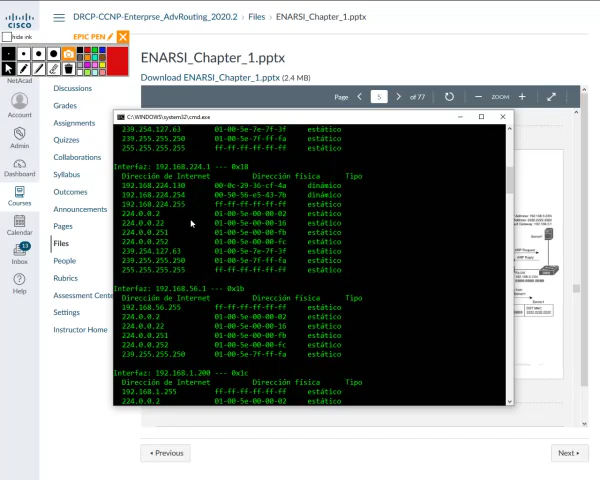 CISCO
DRCP-CCNP-Enterprse_AdvRouting_2020.2 › Files › ENARSI_Chapter_1.pptx
hide ink
EPIC PEN
NetAcad
Account
Admin
Dashboard
Courses
Calendar
13
Inbox
Help
Discussions
Grades
Assignments
Quizzes
Collaborations
Syllabus
Outcomes
Announcements
Pages
Files
People
Rubrics
Assessment Cente
Settings
Instructor Home
ENARSI_Chapter_1.pptx
Download ENARSI_Chapter_1.pptx (2.4 MB)
Page 5 of 77 ZOOM
C:\WINDOWS\system32\cmd.exe
239.254.127.63 01-00-5e-7e-7f-3f estático
239.255.255.250 01-00-5e-7f-ff-fa estático
255.255.255.255 ff-ff-ff-ff-ff-ff estático
Interfaz: 192.168.224.1 --- 0x18
Dirección de Internet Dirección física Tipo
192.168.224.130 00-0c-29-36-cf-4a dinámico
192.168.224.254 00-50-56-e5-43-7b dinámico
192.168.224.255 ff-ff-ff-ff-ff-ff estático
224.0.0.2 01-00-5e-00-00-02 estático
224.0.0.22 01-00-5e-00-00-16 estático
224.0.0.251 01-00-5e-00-00-fb estático
224.0.0.252 01-00-5e-00-00-fc estático
239.254.127.63 01-00-5e-7e-7f-3f estático
239.255.255.250 01-00-5e-7f-ff-fa estático
255.255.255.255 ff-ff-ff-ff-ff-ff estático
Interfaz: 192.168.56.1 --- 0x1b
Dirección de Internet Dirección física Tipo
192.168.56.255 ff-ff-ff-ff-ff-ff estático
224.0.0.2 01-00-5e-00-00-02 estático
224.0.0.22 01-00-5e-00-00-16 estático
224.0.0.251 01-00-5e-00-00-fb estático
224.0.0.252 01-00-5e-00-00-fc estático
239.255.255.250 01-00-5e-7f-ff-fa estático
Interfaz: 192.168.1.200 --- 0x1c
Dirección de Internet Dirección física Tipo
192.168.1.255 ff-ff-ff-ff-ff-ff estático
224.0.0.2 01-00-5e-00-00-02 estático
Previous
Next